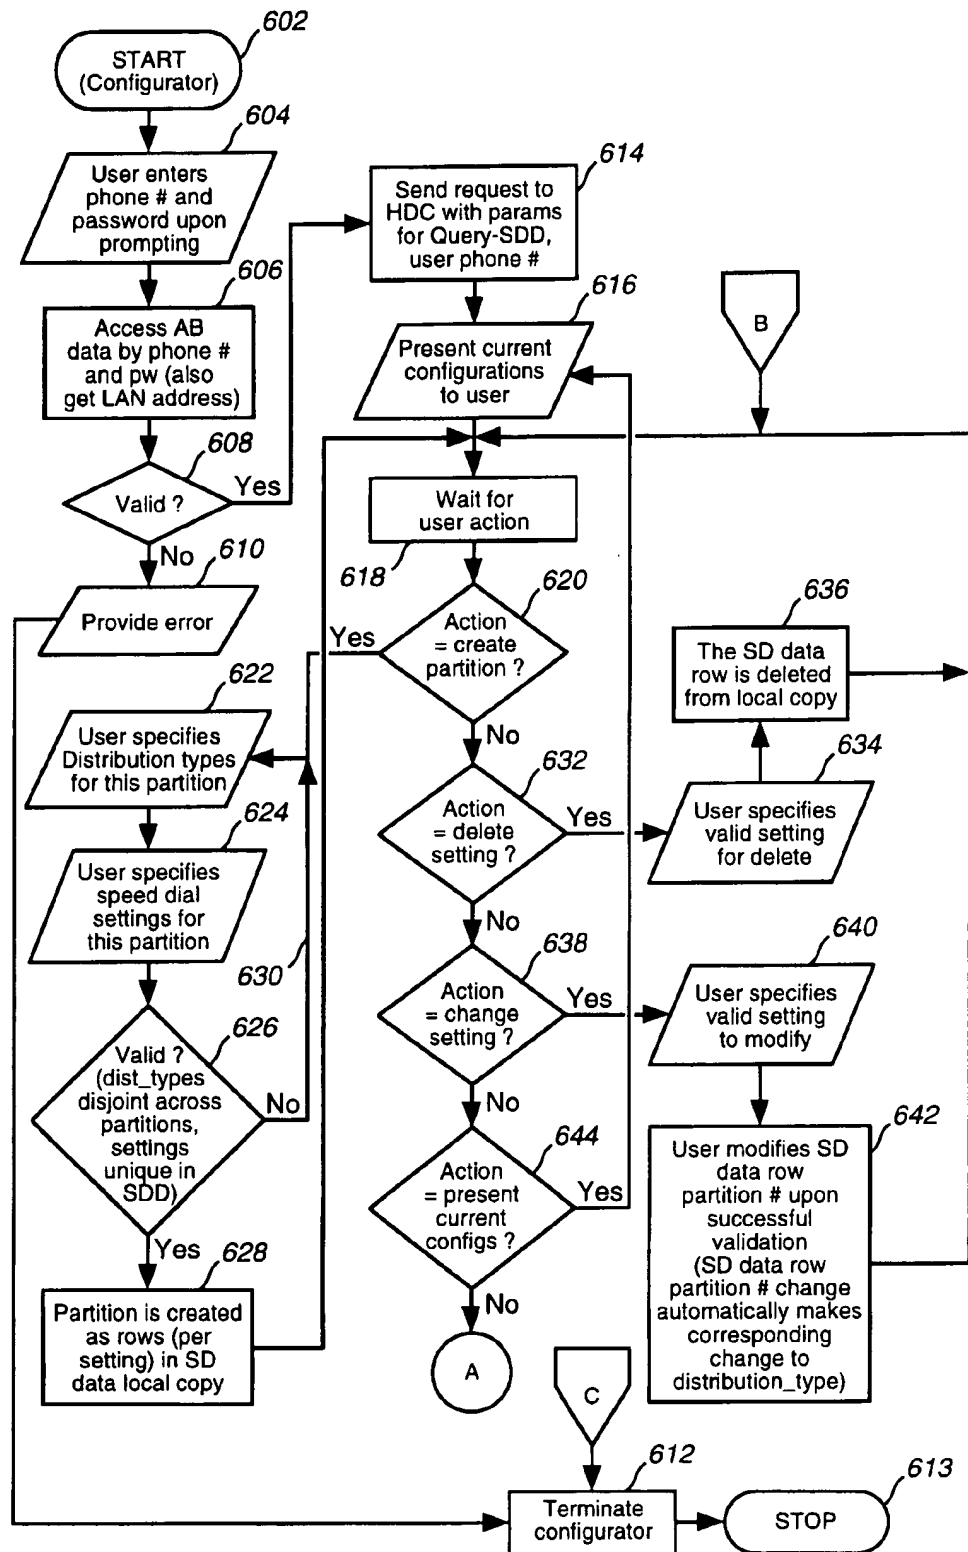 602
START
(Configurator)
604
User enters
phone # and
password upon
prompting
606
Access AB
data by phone #
and pw (also
get LAN address)
608
Valid ?
Yes
No
610
Provide error
614
Send request to
HDC with params
for Query-SDD,
user phone #
616
Present current
configurations
to user
B
Wait for
user action
618
620
Action
= create
partition ?
Yes
No
622
User specifies
Distribution types
for this partition
624
User specifies
speed dial
settings for
this partition
630
626
Valid ?
(dist_types
disjoint across
partitions,
settings
unique in
SDD)
No
Yes
628
Partition is created
as rows (per
setting) in SD
data local copy
632
Action
= delete
setting ?
Yes
No
636
The SD data
row is deleted
from local copy
634
User specifies
valid setting
for delete
638
Action
= change
setting ?
Yes
No
640
User specifies
valid setting
to modify
642
User modifies SD
data row
partition # upon
successful
validation
(SD data row
partition # change
automatically makes
corresponding
change to
distribution_type)
644
Action
= present
current
configs ?
Yes
No
A
C
612
Terminate
configurator
613
STOP